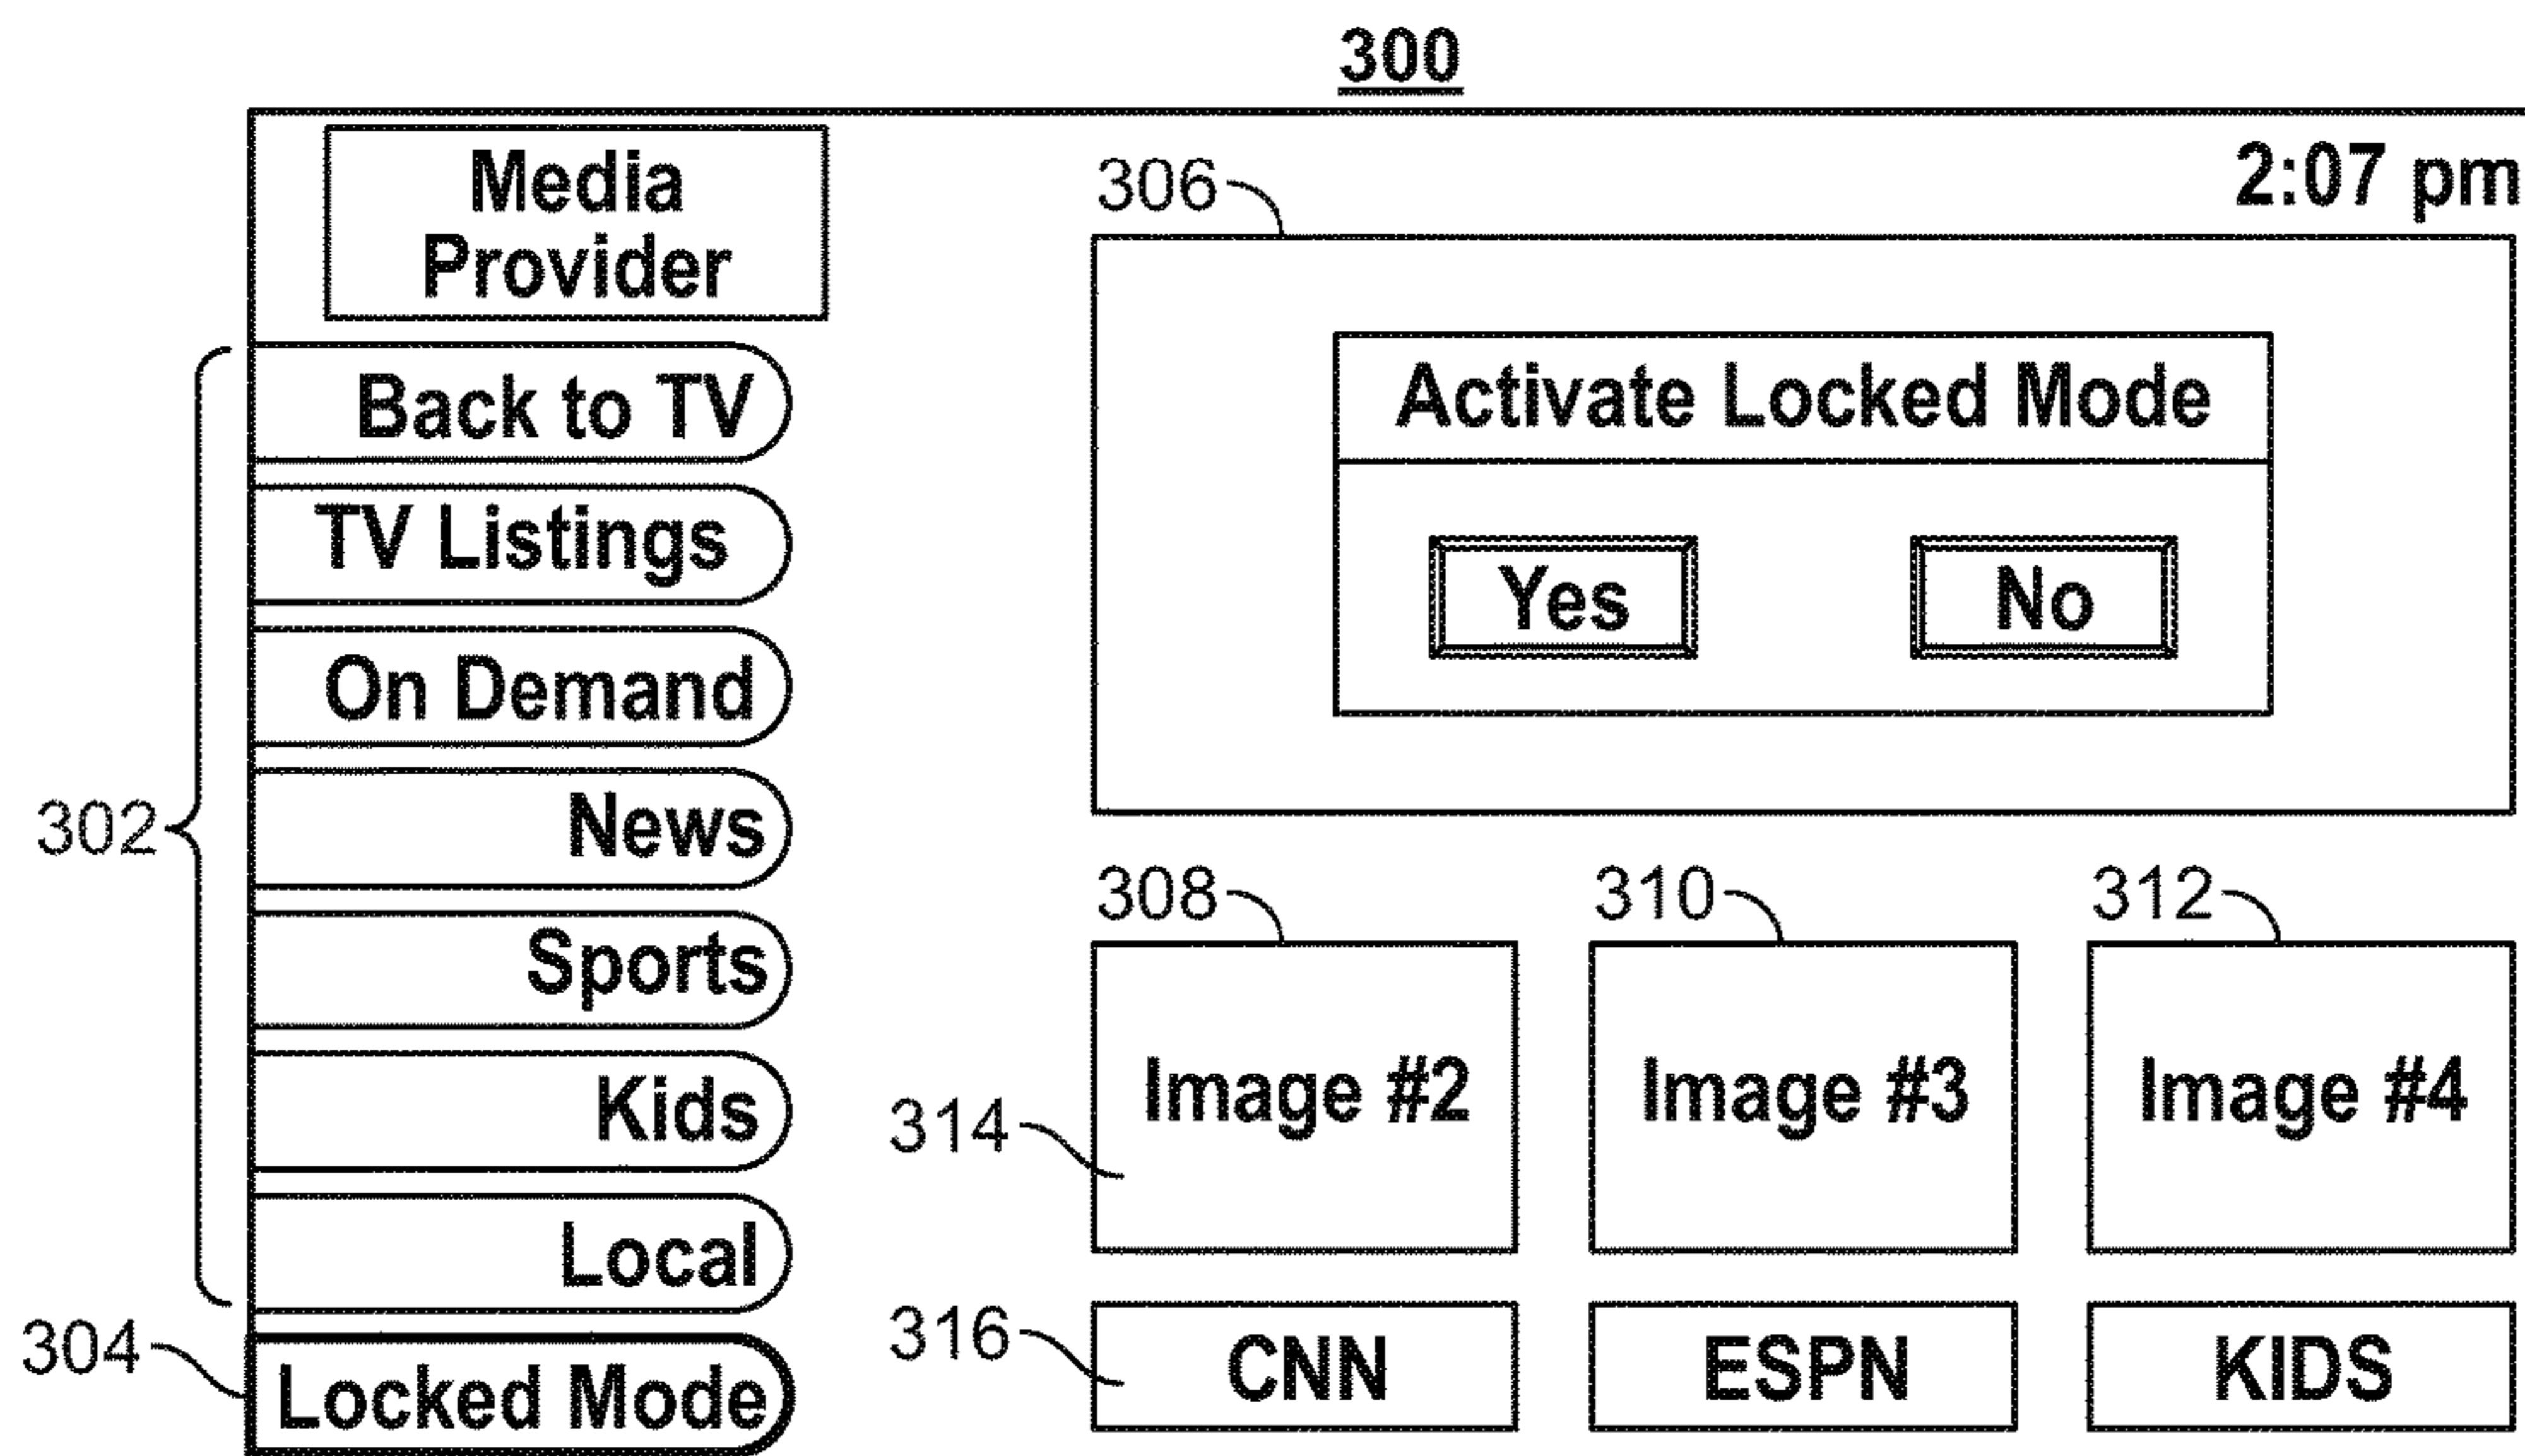 300
Media
Provider
2:07 pm
306
Activate Locked Mode
Yes No
302
Back to TV
TV Listings
On Demand
News
Sports
Kids
Local
304
Locked Mode
308 310 312
Image #2 Image #3 Image #4
314
316
CNN ESPN KIDS